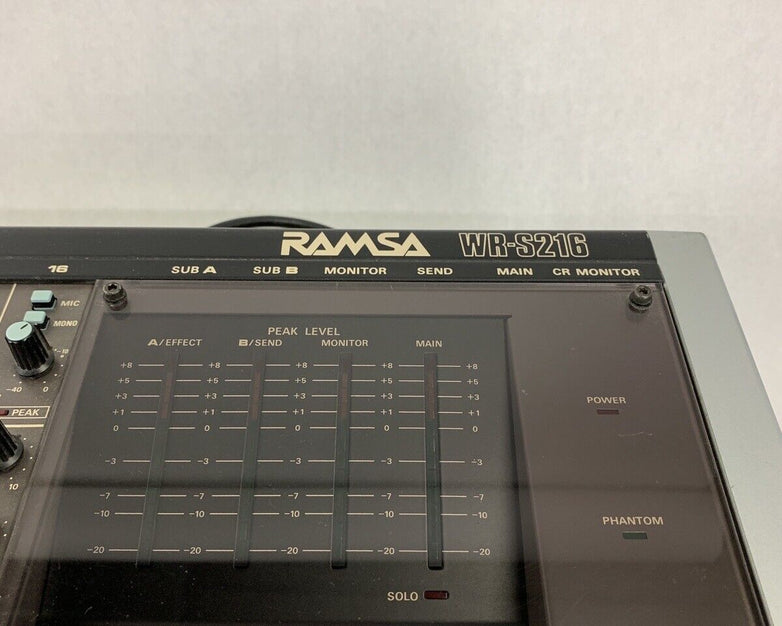 RAMSA WR-S216
16 SUB A SUB B MONITOR SEND MAIN CR MONITOR
MIC
MONO
-10
-40 0
PEAK
10
PEAK LEVEL
A/EFFECT B/SEND MONITOR MAIN
+8 +8 +8 +8 +8
+5 +5 +5 +5 +5
+3 +3 +3 +3 +3
+1 +1 +1 +1 +1
0 0 0 0 0
-3 -3 -3 -3 -3
-7 -7 -7 -7 -7
-10 -10 -10 -10 -10
-20 -20 -20 -20 -20
SOLO
POWER
PHANTOM